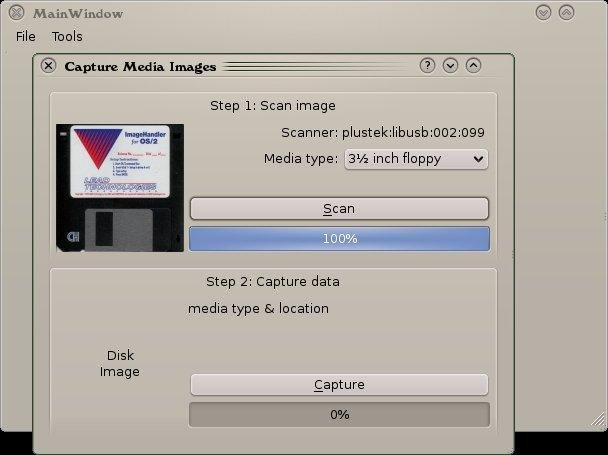 MainWindow
File Tools
Capture Media Images
Step 1: Scan image
Scanner: plustek:libusb:002:099
Media type: 3½ inch floppy
ImageHandler
for OS/2
LEAD
TECHNOLOGIES
Scan
100%
Step 2: Capture data
media type & location
Disk
Image
Capture
0%